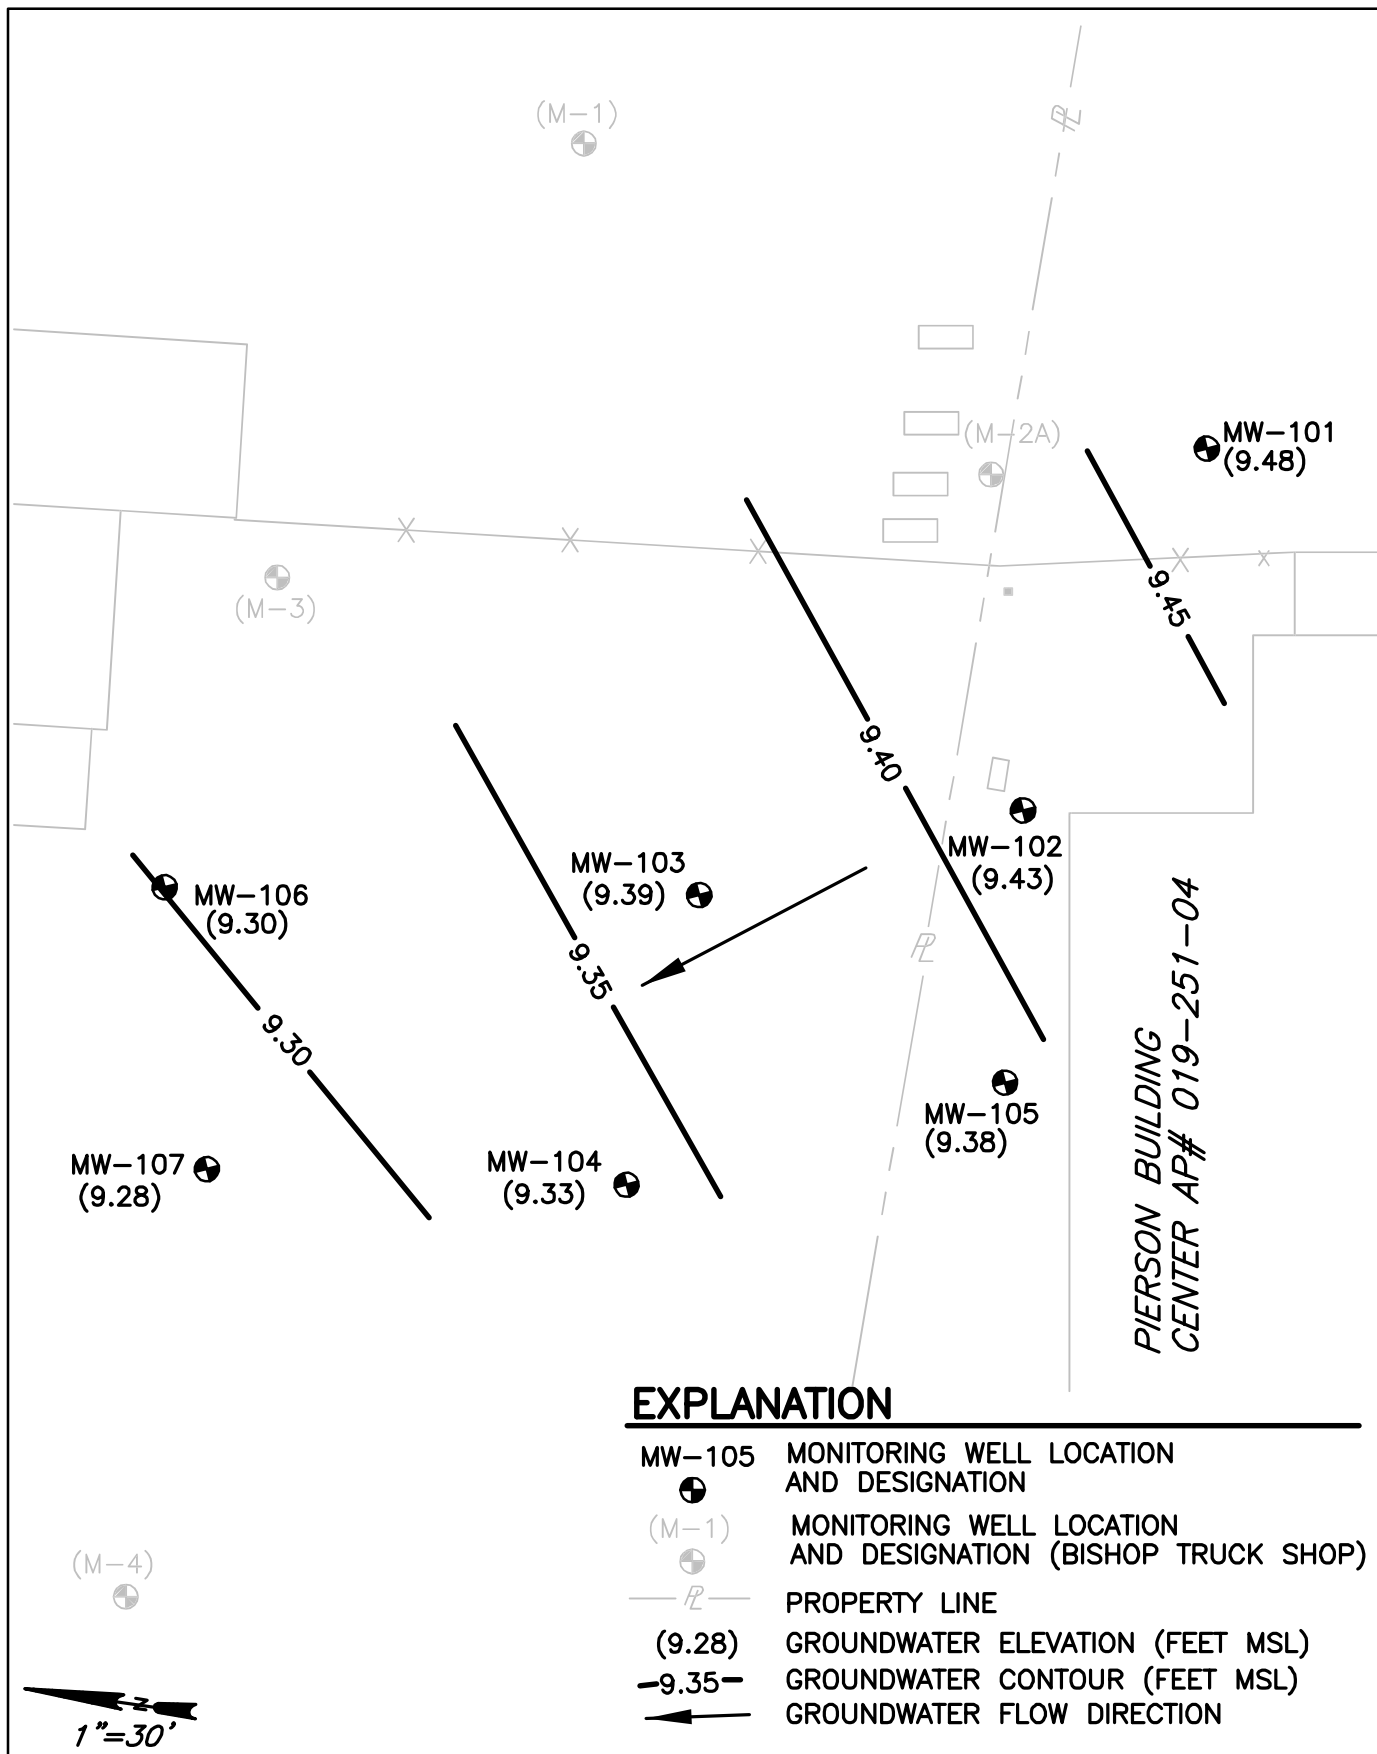 (M-1)
PL
(M-2A)
MW-101
(9.48)
9.45
(M-3)
9.40
MW-102
(9.43)
MW-103
(9.39)
MW-106
(9.30)
9.35
PL
9.30
MW-105
(9.38)
MW-104
(9.33)
MW-107
(9.28)
PIERSON BUILDING
CENTER AP# 019-251-04
EXPLANATION
MW-105 MONITORING WELL LOCATION
AND DESIGNATION
(M-1) MONITORING WELL LOCATION
AND DESIGNATION (BISHOP TRUCK SHOP)
PL PROPERTY LINE
(9.28) GROUNDWATER ELEVATION (FEET MSL)
-9.35- GROUNDWATER CONTOUR (FEET MSL)
GROUNDWATER FLOW DIRECTION
(M-4)
N
1"=30'